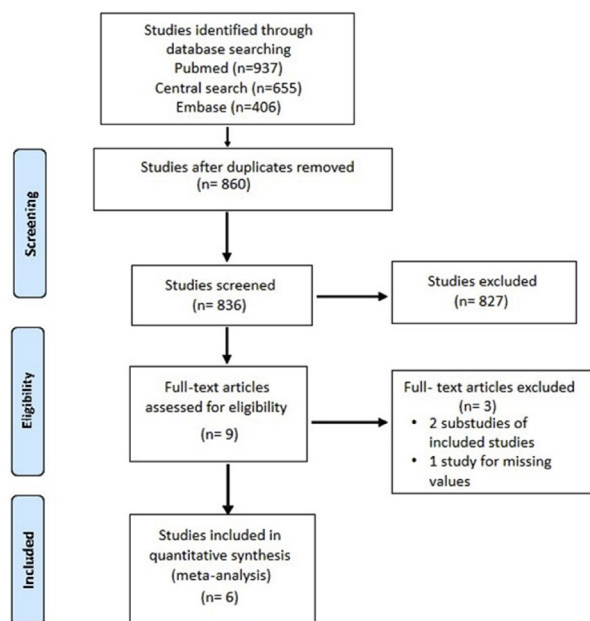 Studies identified through
database searching
Pubmed (n=937)
Central search (n=655)
Embase (n=406)
Screening
Studies after duplicates removed
(n= 860)
Studies screened
(n= 836)
Studies excluded
(n= 827)
Eligibility
Full-text articles
assessed for eligibility
(n= 9)
Full- text articles excluded
(n= 3)
• 2 substudies of
included studies
• 1 study for missing
values
Included
Studies included in
quantitative synthesis
(meta-analysis)
(n= 6)